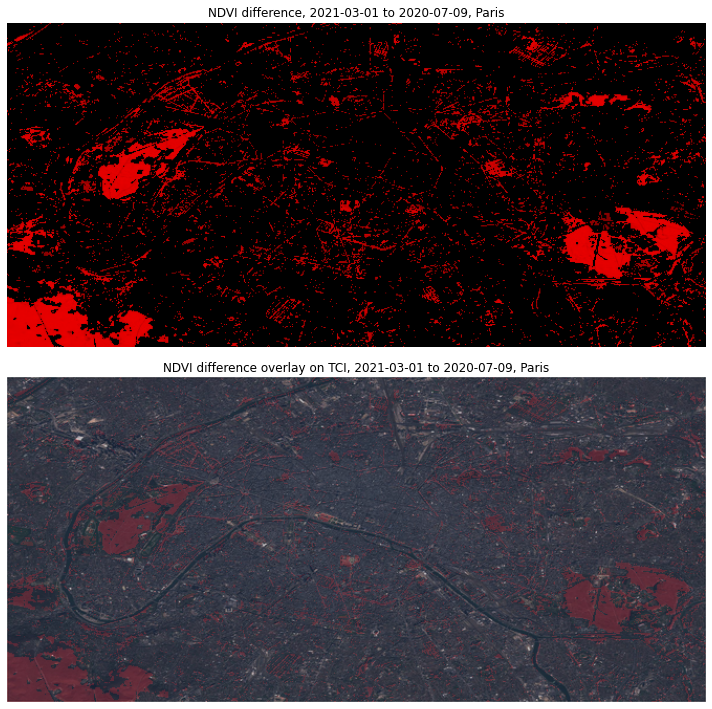 NDVI difference, 2021-03-01 to 2020-07-09, Paris
NDVI difference overlay on TCI, 2021-03-01 to 2020-07-09, Paris